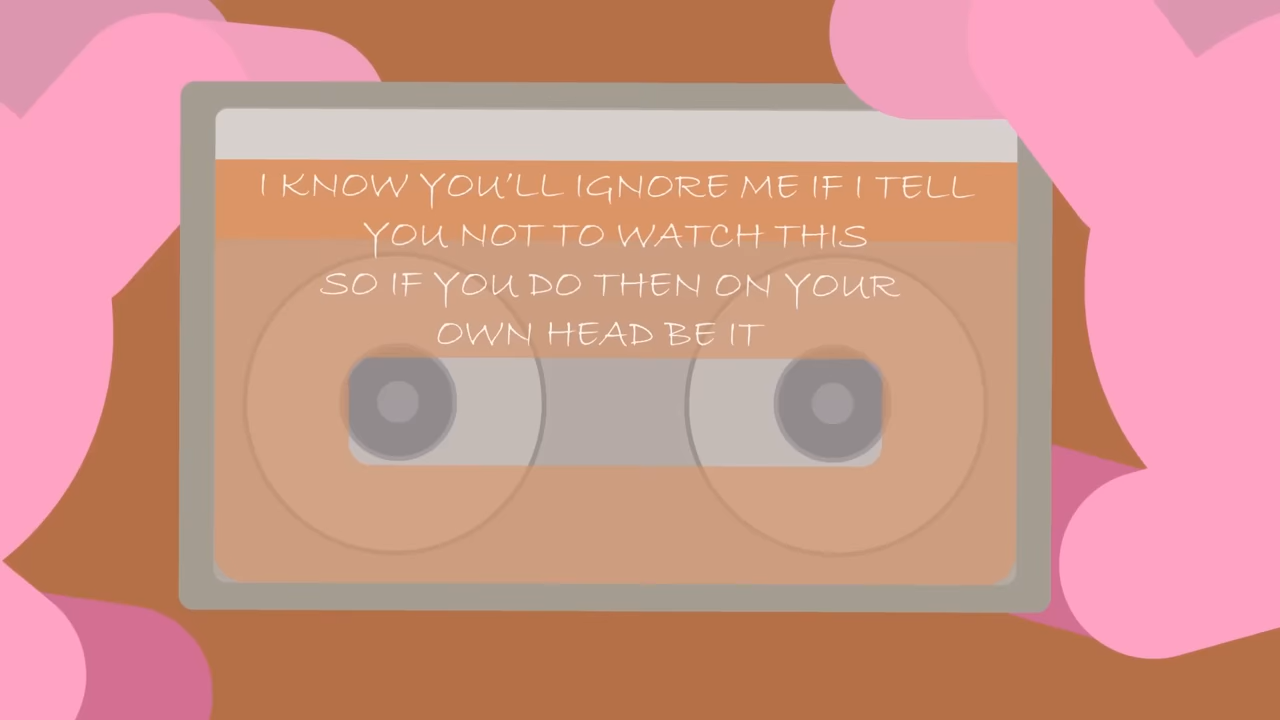 I KNOW YOU'LL IGNORE ME IF I TELL
YOU NOT TO WATCH THIS
SO IF YOU DO THEN ON YOUR
OWN HEAD BE IT